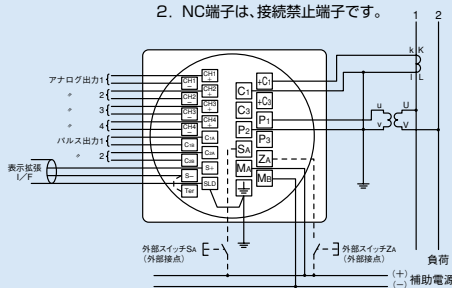 2. NC端子は、接続禁止端子です。
1 2
k K
l L
アナログ出力1
〃 2
〃 3
〃 4
パルス出力1
〃 2
表示拡張
I/F
CH1
+
CH1
−
CH2
+
CH2
−
CH3
+
CH3
−
CH4
+
CH4
−
C1A
C1B
C2A
C2B
S+
S−
SLD
Ter
+C1
C1
+C3
C3
P1
P2
P3
SA
ZA
MA
MB
u U
v V
外部スイッチSA
(外部接点)
外部スイッチZA
(外部接点)
負荷
(+)
(−)
補助電源